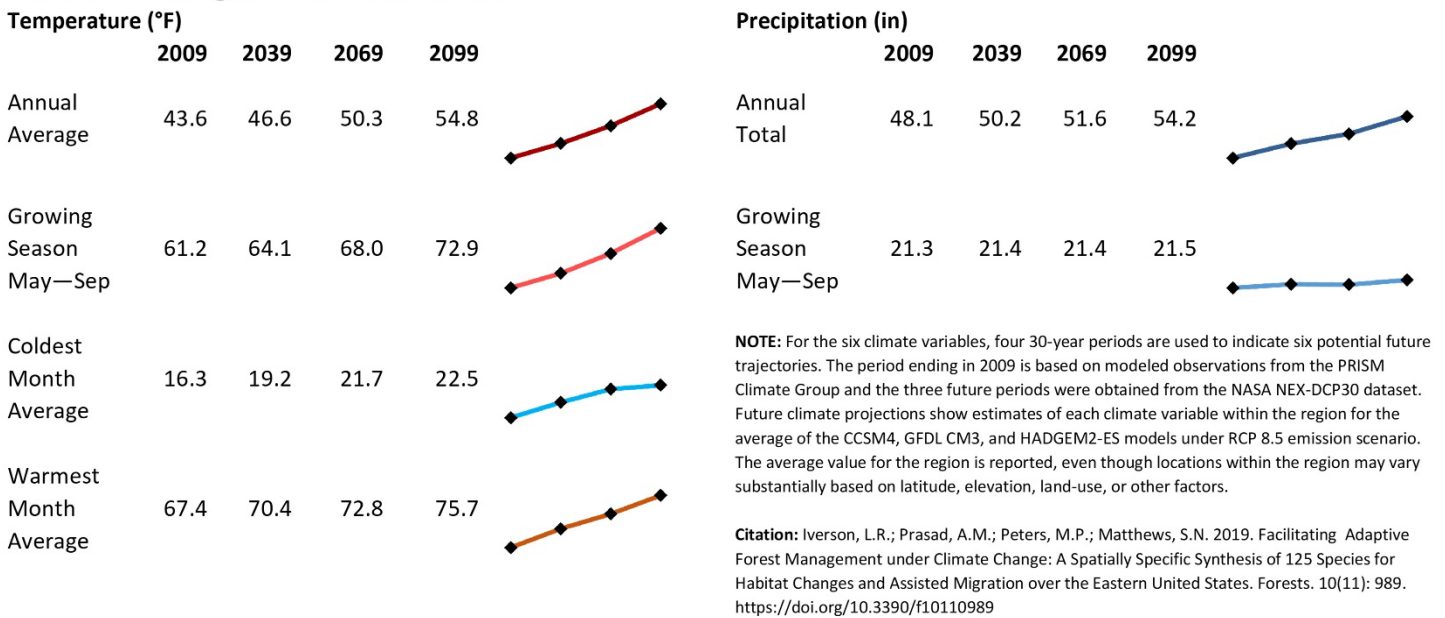 Temperature (°F)
2009 2039 2069 2099
Annual
Average
43.6 46.6 50.3 54.8
Growing
Season
May—Sep
61.2 64.1 68.0 72.9
Coldest
Month
Average
16.3 19.2 21.7 22.5
Warmest
Month
Average
67.4 70.4 72.8 75.7
Precipitation (in)
2009 2039 2069 2099
Annual
Total
48.1 50.2 51.6 54.2
Growing
Season
May—Sep
21.3 21.4 21.4 21.5
NOTE: For the six climate variables, four 30-year periods are used to indicate six potential future
trajectories. The period ending in 2009 is based on modeled observations from the PRISM
Climate Group and the three future periods were obtained from the NASA NEX-DCP30 dataset.
Future climate projections show estimates of each climate variable within the region for the
average of the CCSM4, GFDL CM3, and HADGEM2-ES models under RCP 8.5 emission scenario.
The average value for the region is reported, even though locations within the region may vary
substantially based on latitude, elevation, land-use, or other factors.
Citation: Iverson, L.R.; Prasad, A.M.; Peters, M.P.; Matthews, S.N. 2019. Facilitating Adaptive
Forest Management under Climate Change: A Spatially Specific Synthesis of 125 Species for
Habitat Changes and Assisted Migration over the Eastern United States. Forests. 10(11): 989.
https://doi.org/10.3390/f10110989